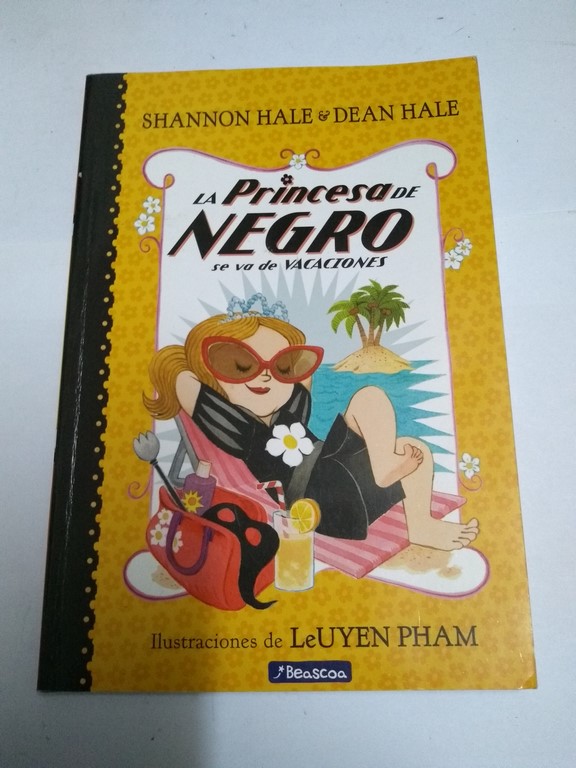 SHANNON HALE & DEAN HALE
LA Princesa DE
NEGRO
se va de VACACIONES
Ilustraciones de LeUYEN PHAM
Beascoa